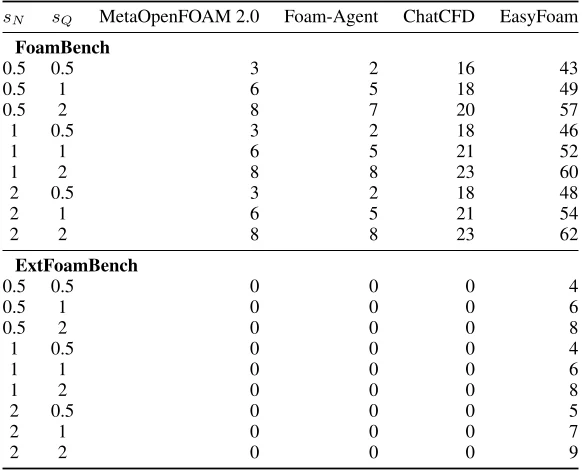 s_N s_Q MetaOpenFOAM 2.0 Foam-Agent ChatCFD EasyFoam
FoamBench
0.5 0.5 3 2 16 43
0.5 1 6 5 18 49
0.5 2 8 7 20 57
1 0.5 3 2 18 46
1 1 6 5 21 52
1 2 8 8 23 60
2 0.5 3 2 18 48
2 1 6 5 21 54
2 2 8 8 23 62
ExtFoamBench
0.5 0.5 0 0 0 4
0.5 1 0 0 0 6
0.5 2 0 0 0 8
1 0.5 0 0 0 4
1 1 0 0 0 6
1 2 0 0 0 8
2 0.5 0 0 0 5
2 1 0 0 0 7
2 2 0 0 0 9